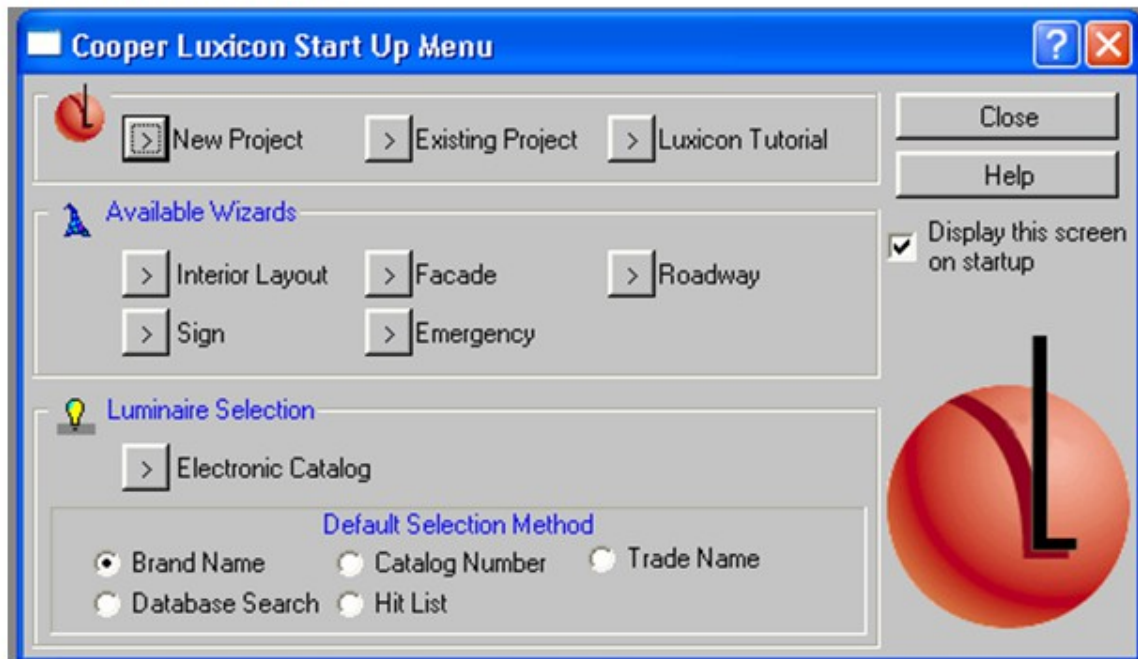 Cooper Luxicon Start Up Menu
? X
> New Project > Existing Project > Luxicon Tutorial
Close
Help
Display this screen
on startup
Available Wizards
> Interior Layout > Facade > Roadway
> Sign > Emergency
Luminaire Selection
> Electronic Catalog
Default Selection Method
Brand Name Catalog Number Trade Name
Database Search Hit List
L